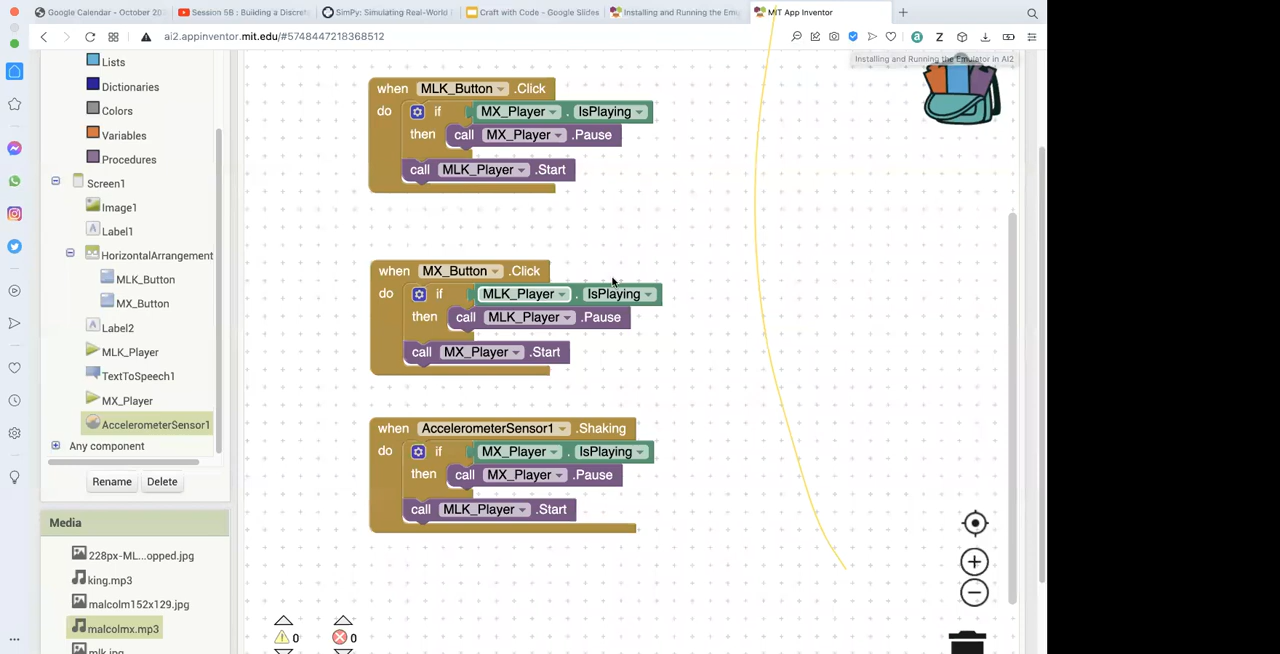 Google Calendar - October 20
Session 5B : Building a Discret
SimPy: Simulating Real-World
Craft with Code - Google Slides
Installing and Running the Emu
MIT App Inventor
ai2.appinventor.mit.edu/#5748447218368512
Installing and Running the Emulator in AI2
Lists
Dictionaries
Colors
Variables
Procedures
Screen1
Image1
Label1
HorizontalArrangement
MLK_Button
MX_Button
Label2
MLK_Player
TextToSpeech1
MX_Player
AccelerometerSensor1
Any component
Rename Delete
Media
228px-ML...opped.jpg
king.mp3
malcolm152x129.jpg
malcolmx.mp3
mlk.jpg
when MLK_Button .Click
do if MX_Player . IsPlaying
then call MX_Player .Pause
call MLK_Player .Start
when MX_Button .Click
do if MLK_Player . IsPlaying
then call MLK_Player .Pause
call MX_Player .Start
when AccelerometerSensor1 .Shaking
do if MX_Player . IsPlaying
then call MX_Player .Pause
call MLK_Player .Start
0 0